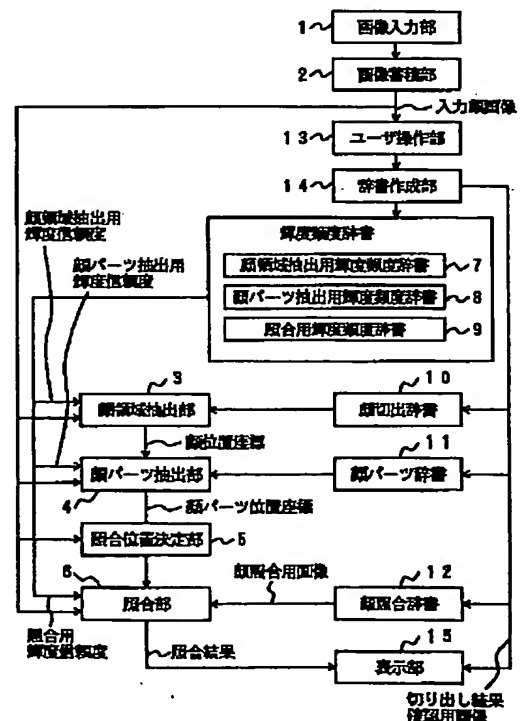 1 画像入力部
2 画像蓄積部
入力顔画像
13 ユーザ操作部
14 辞書作成部
顔領域抽出用
輝度信頼度
顔パーツ抽出用
輝度信頼度
輝度頻度辞書
顔領域抽出用輝度頻度辞書 7
顔パーツ抽出用輝度頻度辞書 8
照合用輝度頻度辞書 9
3
顔領域抽出部
10
顔切出辞書
顔位置座標
11
顔パーツ抽出部
顔パーツ辞書
4
顔パーツ位置座標
照合位置決定部 5
6
顔照合用画像
12
照合部
顔照合辞書
照合用
輝度信頼度
照合結果
15
表示部
切り出し結果
確認用画像